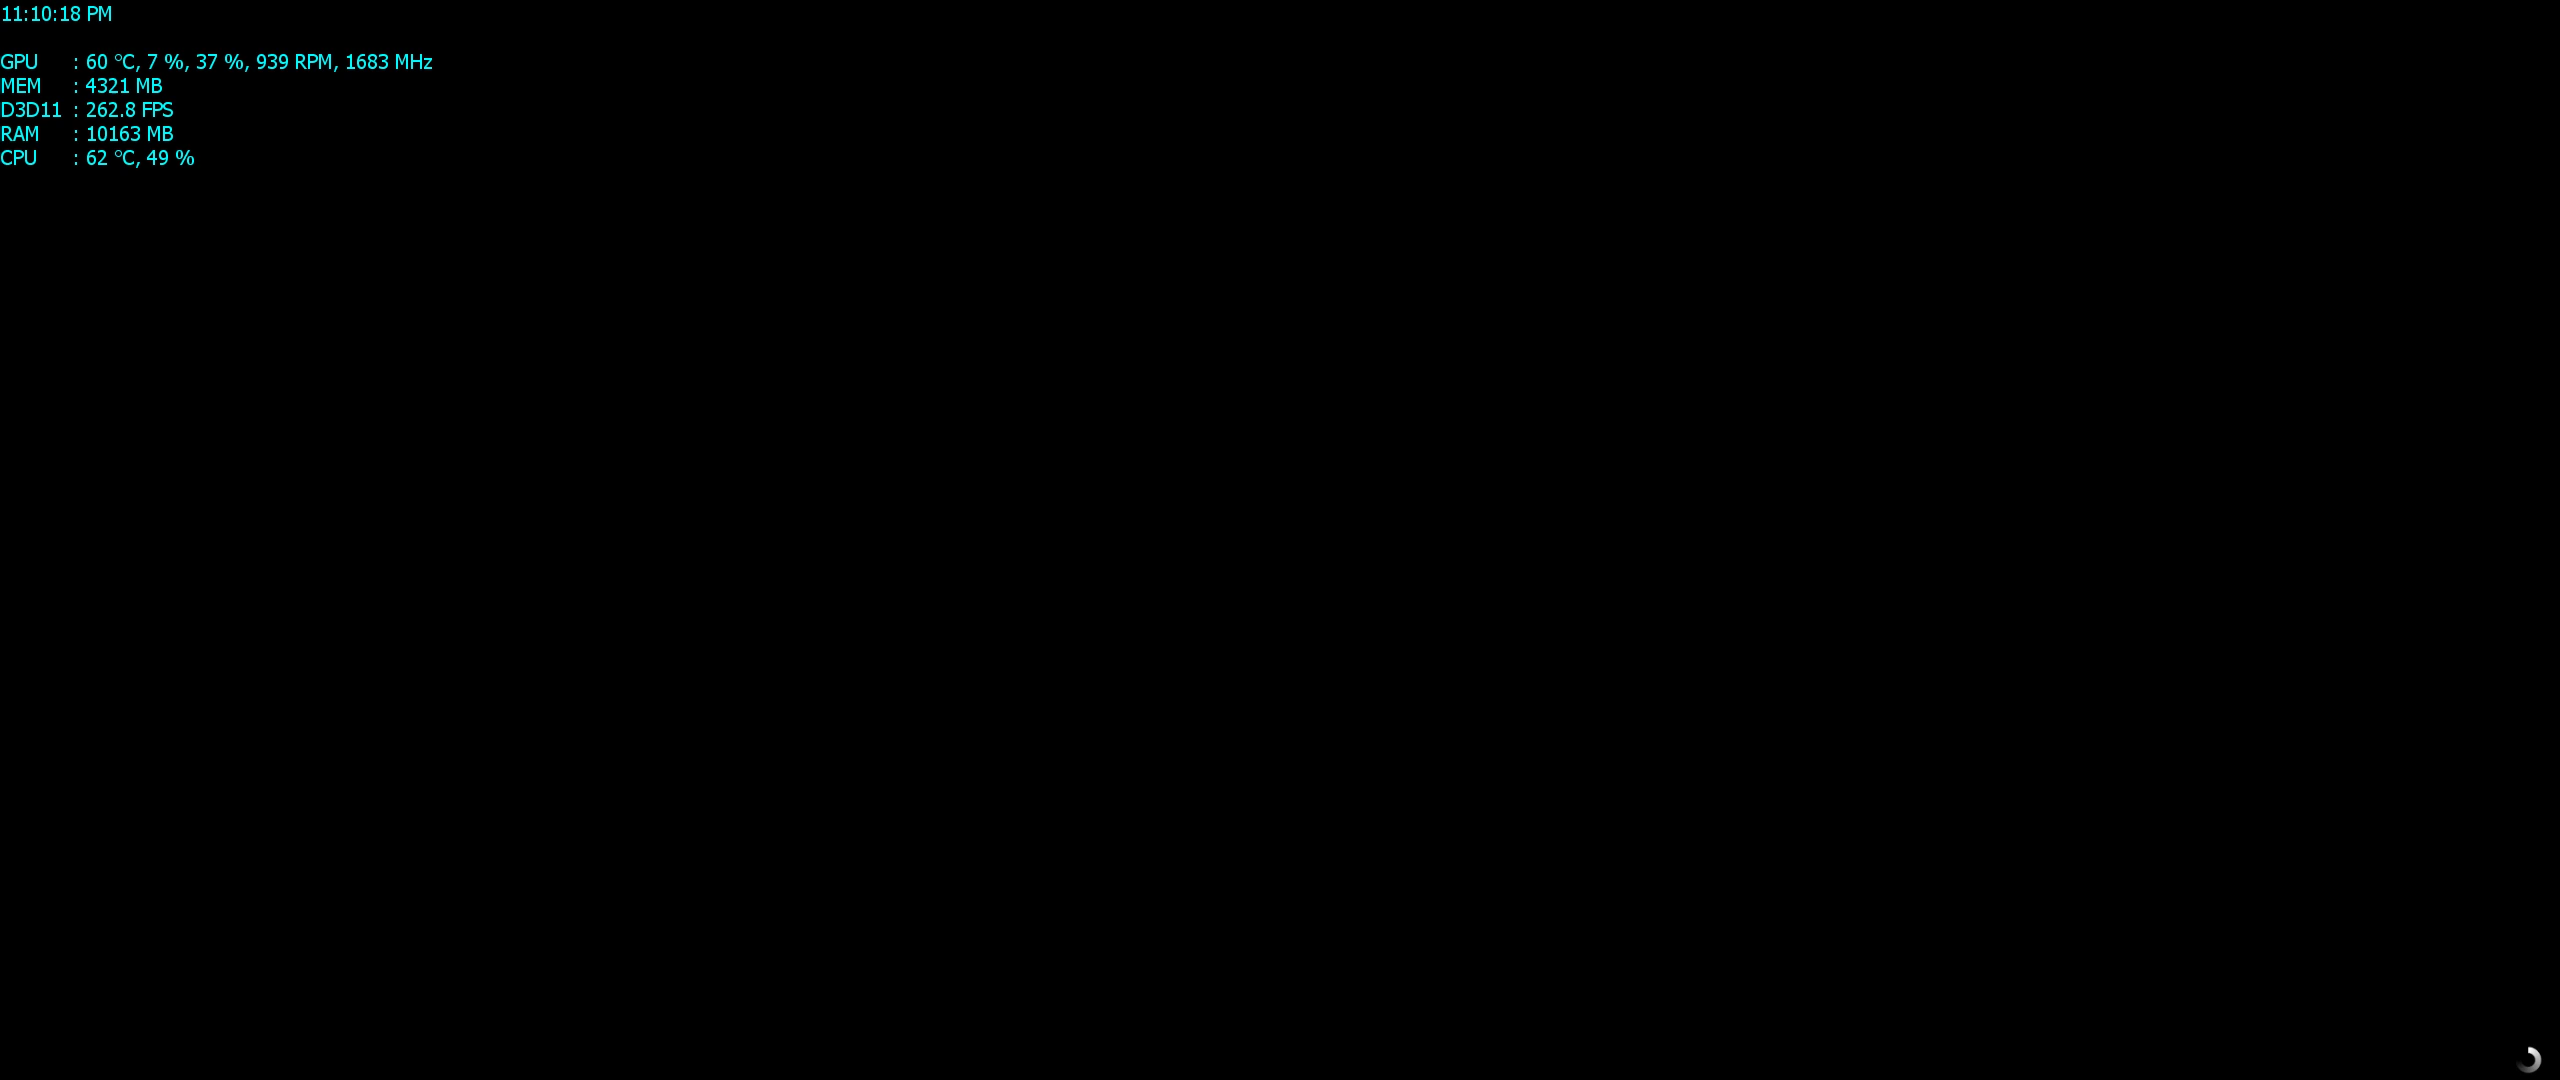 11:10:18 PM
GPU : 60 °C, 7 %, 37 %, 939 RPM, 1683 MHz
MEM : 4321 MB
D3D11 : 262.8 FPS
RAM : 10163 MB
CPU : 62 °C, 49 %